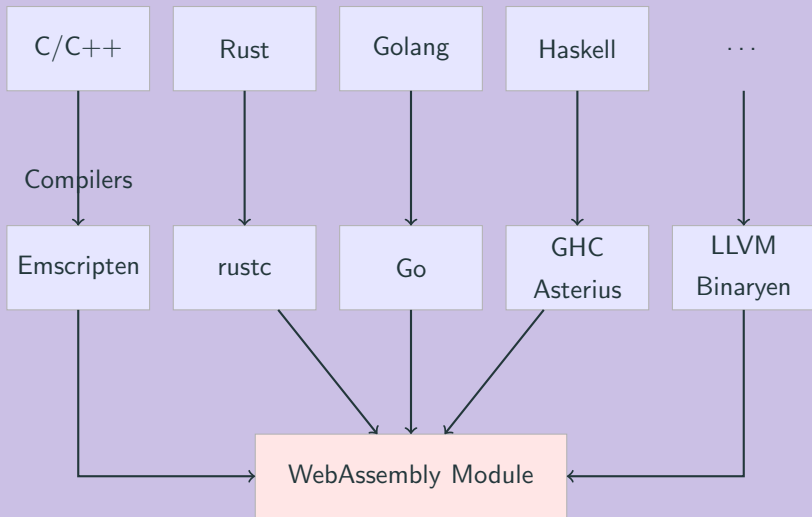 C/C++
Rust
Golang
Haskell
...
Compilers
Emscripten
rustc
Go
GHC
Asterius
LLVM
Binaryen
WebAssembly Module